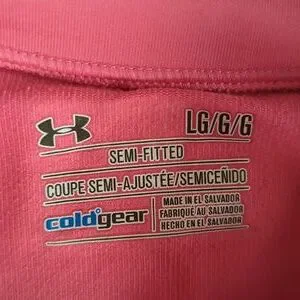 LG/G/G
SEMI-FITTED
COUPE SEMI-AJUSTÉE/SEMICEÑIDO
coldgear
MADE IN EL SALVADOR
FABRIQUÉ AU SALVADOR
HECHO EN EL SALVADOR